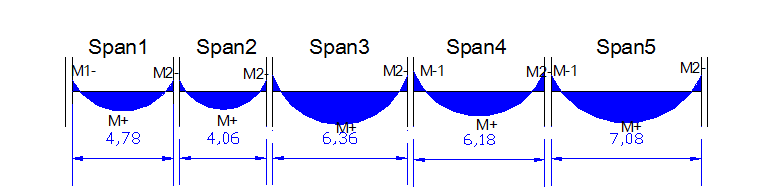 Span1 Span2 Span3 Span4 Span5
M1- M2- M2- M2- M-1 M2- M-1 M2-
M+ M+ M+ M+ M+
4,78 4,06 6,36 6,18 7,08